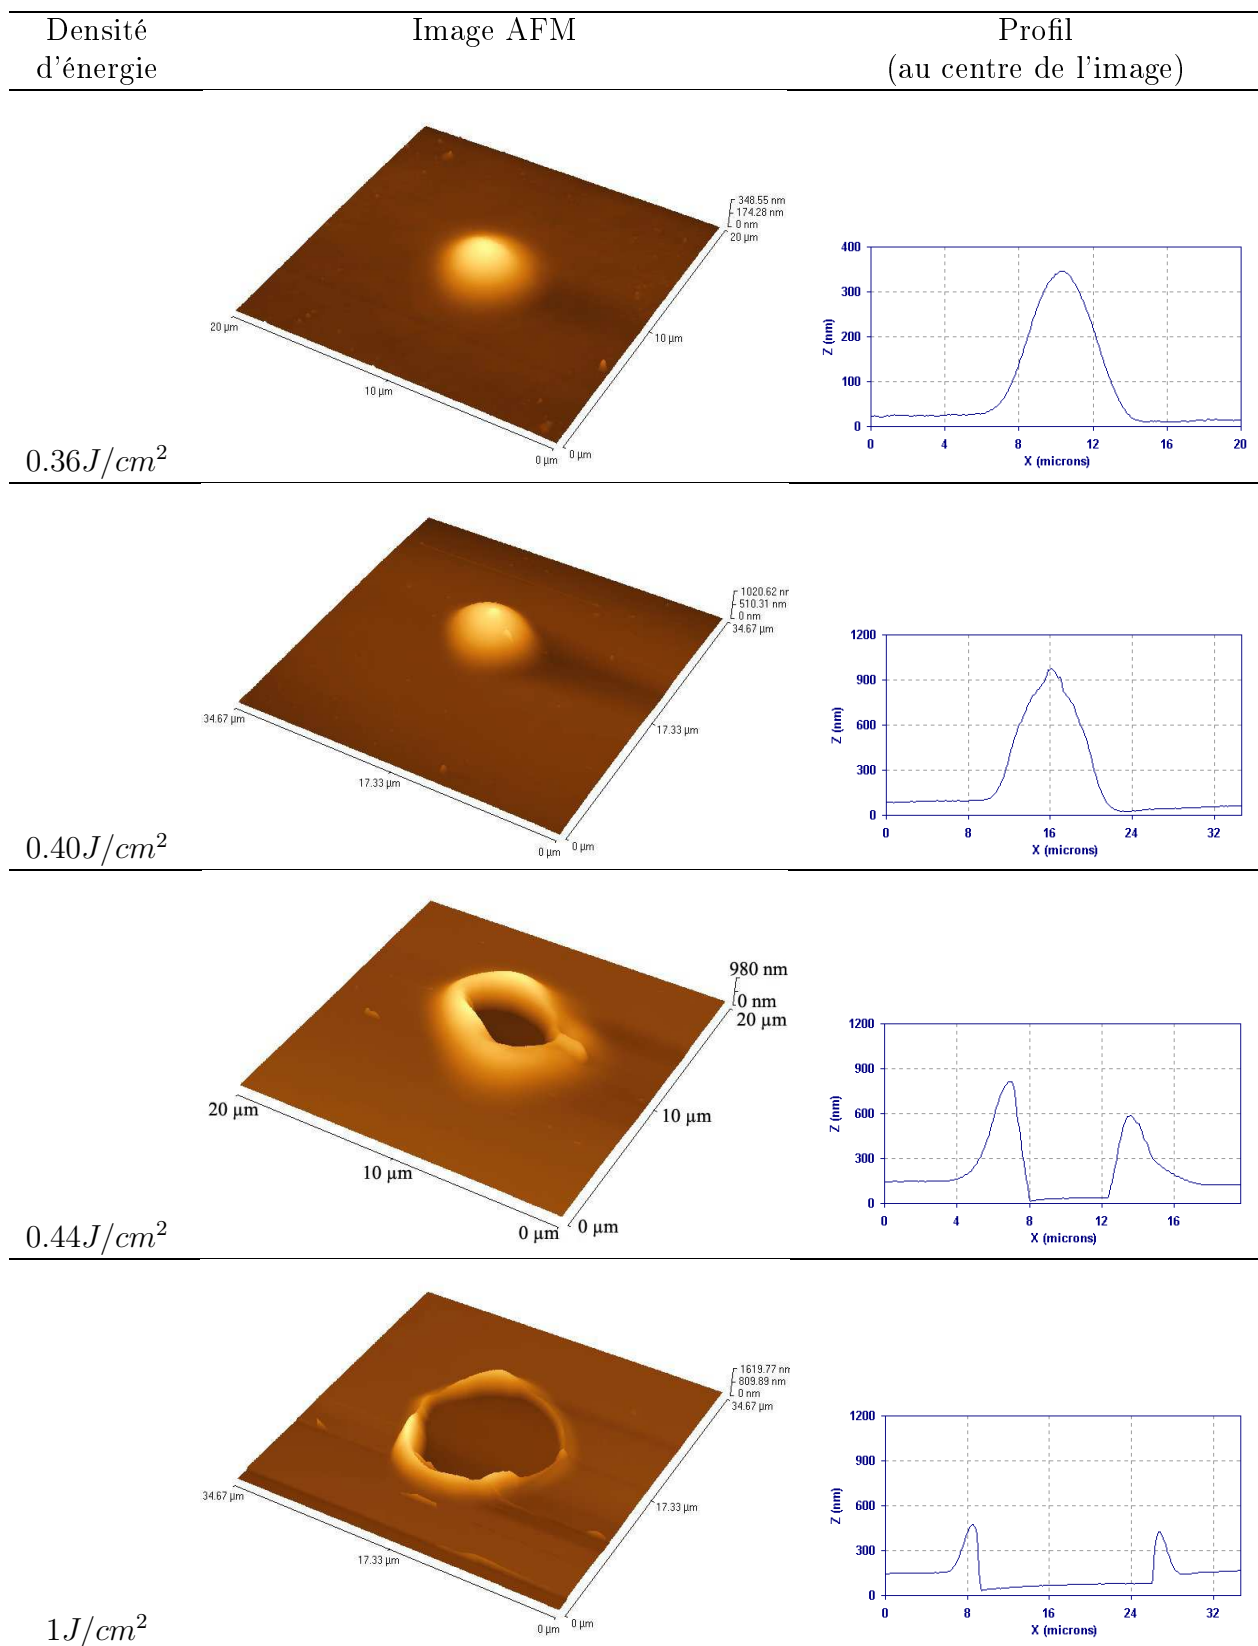 Densité d'énergie
Image AFM
Profil
(au centre de l'image)
348.55 nm
174.28 nm
0 nm
20 µm
20 µm
10 µm
10 µm
0 µm
0 µm
400
300
200
100
0
Z (nm)
0 4 8 12 16 20
X (microns)
0.36J/cm²
1020.62 nm
510.31 nm
0 nm
34.67 µm
34.67 µm
17.33 µm
17.33 µm
0 µm
0 µm
1200
900
600
300
0
Z (nm)
0 8 16 24 32
X (microns)
0.40J/cm²
980 nm
0 nm
20 µm
20 µm
10 µm
10 µm
0 µm
0 µm
1200
900
600
300
0
Z (nm)
0 4 8 12 16
X (microns)
0.44J/cm²
1619.77 nm
809.89 nm
0 nm
34.67 µm
34.67 µm
17.33 µm
17.33 µm
0 µm
0 µm
1200
900
600
300
0
Z (nm)
0 8 16 24 32
X (microns)
1J/cm²